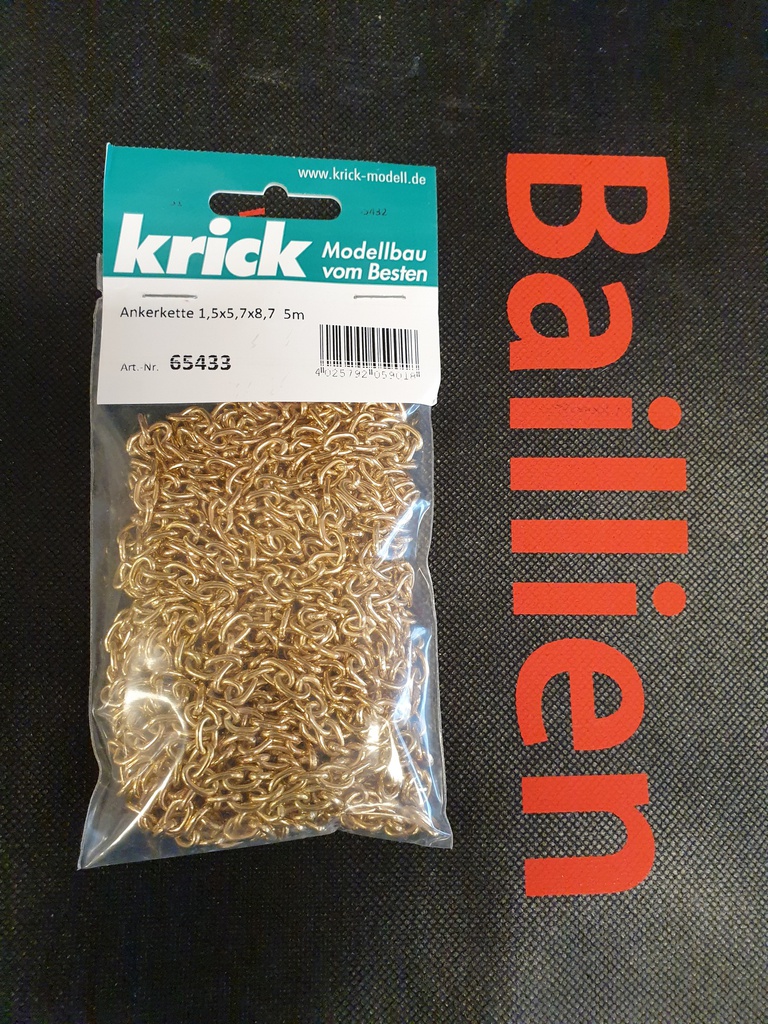 www.krick-modell.de
krick
Modellbau
vom Besten
Ankerkette 1,5x5,7x8,7 5m
Art.-Nr. 65433
Baillien